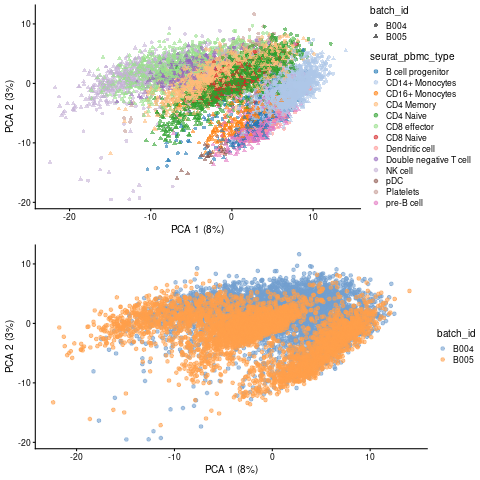 batch_id
B004
B005
seurat_pbmc_type
B cell progenitor
CD14+ Monocytes
CD16+ Monocytes
CD4 Memory
CD4 Naive
CD8 effector
CD8 Naive
Dendritic cell
Double negative T cell
NK cell
pDC
Platelets
pre-B cell
10
0
-10
-20
PCA 2 (3%)
-20
-10
0
10
PCA 1 (8%)
10
0
-10
-20
PCA 2 (3%)
-20
-10
0
10
PCA 1 (8%)
batch_id
B004
B005